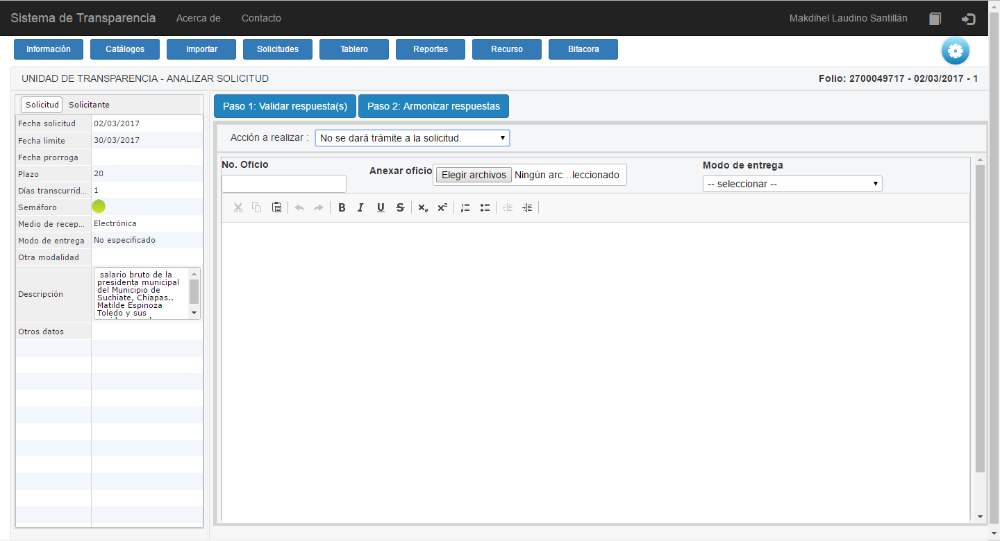 Sistema de Transparencia Acerca de Contacto Makdihel Laudino Santillán
Información Catálogos Importar Solicitudes Tablero Reportes Recurso Bitacora
UNIDAD DE TRANSPARENCIA - ANALIZAR SOLICITUD Folio: 2700049717 - 02/03/2017 - 1
Solicitud Solicitante
Fecha solicitud 02/03/2017
Fecha limite 30/03/2017
Fecha prorroga
Plazo 20
Días transcurrid... 1
Semáforo
Medio de recep... Electrónica
Modo de entrega No especificado
Otra modalidad
Descripción
salario bruto de la
presidenta municipal
del Municipio de
Suchiate, Chiapas..
Matilde Espinoza
Toledo y sus
Otros datos
Paso 1: Validar respuesta(s) Paso 2: Armonizar respuestas
Acción a realizar : No se dará trámite a la solicitud.
No. Oficio
Anexar oficio Elegir archivos Ningún arc...leccionado
Modo de entrega
-- seleccionar --
B I U S x₂ x²